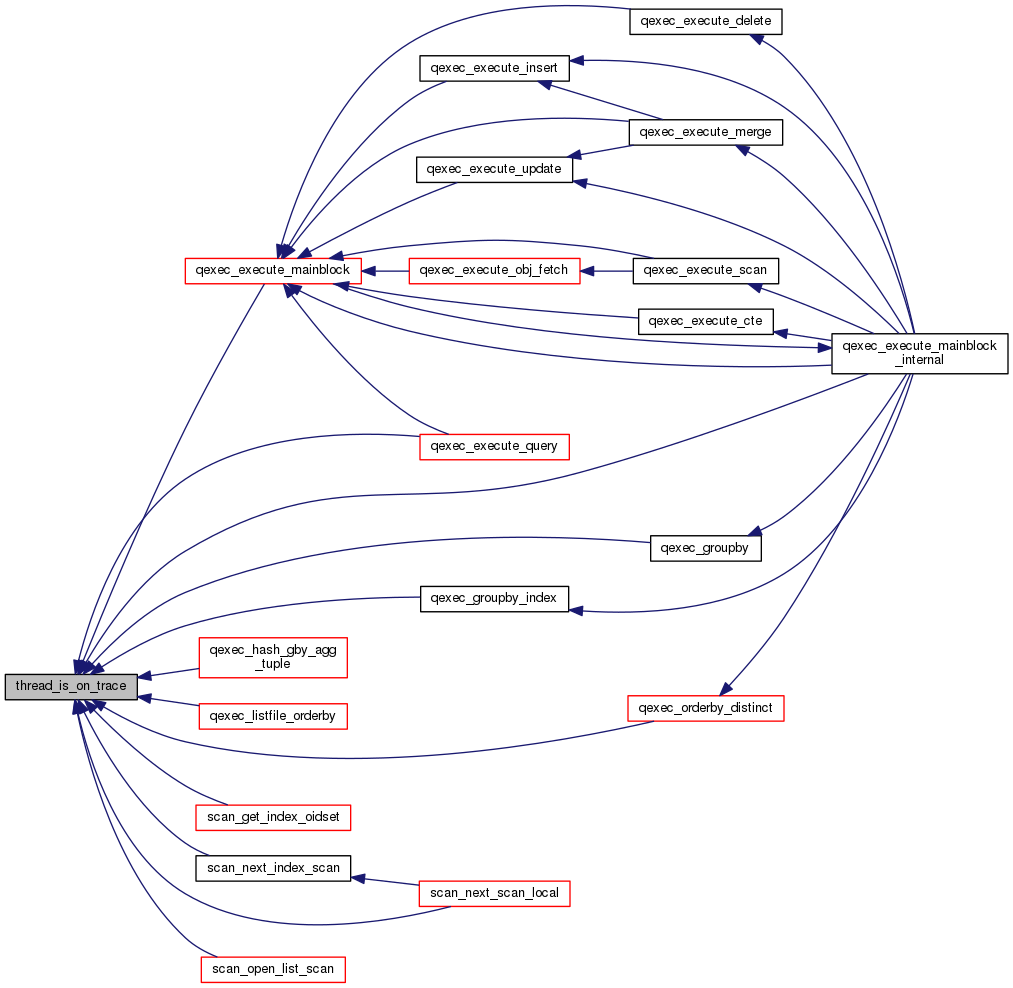 qexec_execute_delete
qexec_execute_insert
qexec_execute_merge
qexec_execute_update
qexec_execute_mainblock
qexec_execute_obj_fetch
qexec_execute_scan
qexec_execute_cte
qexec_execute_mainblock
_internal
qexec_execute_query
qexec_groupby
qexec_groupby_index
qexec_hash_gby_agg
_tuple
thread_is_on_trace
qexec_listfile_orderby
qexec_orderby_distinct
scan_get_index_oidset
scan_next_index_scan
scan_next_scan_local
scan_open_list_scan